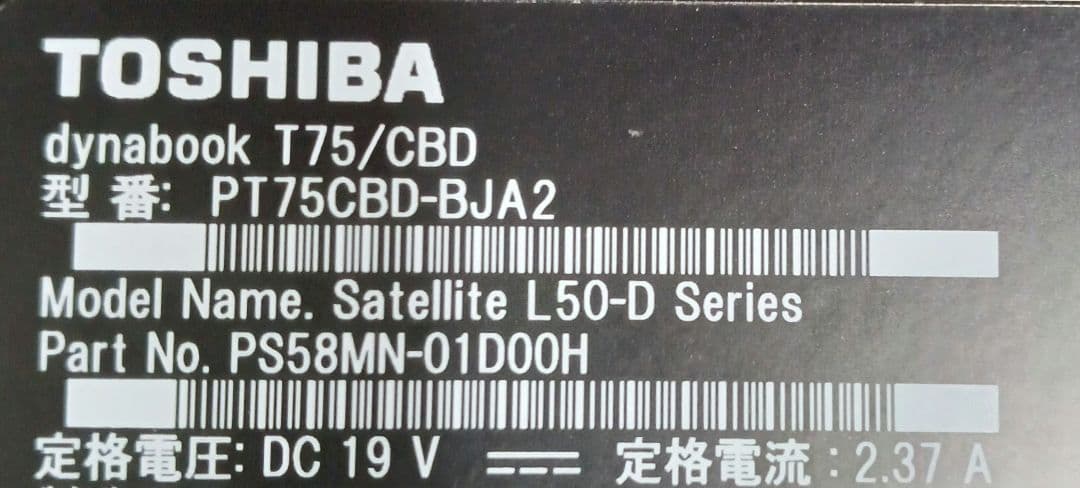 TOSHIBA
dynabook T75/CBD
型 番: PT75CBD-BJA2
Model Name. Satellite L50-D Series
Part No. PS58MN-01D00H
定格電圧: DC 19 V 定格電流: 2.37 A